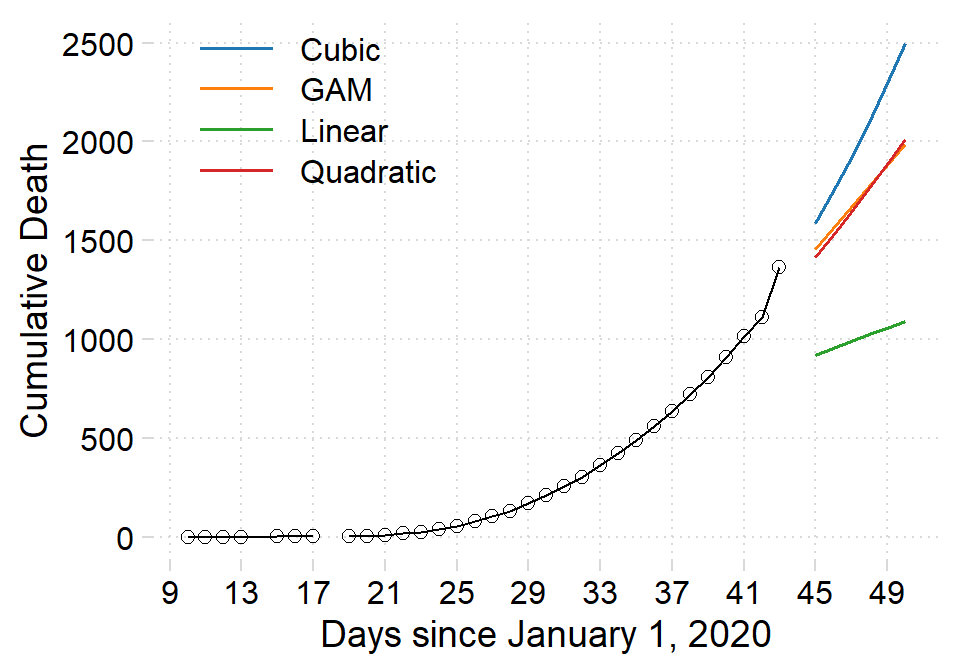 Cubic
GAM
Linear
Quadratic
Cumulative Death
2500
2000
1500
1000
500
0
9 13 17 21 25 29 33 37 41 45 49
Days since January 1, 2020